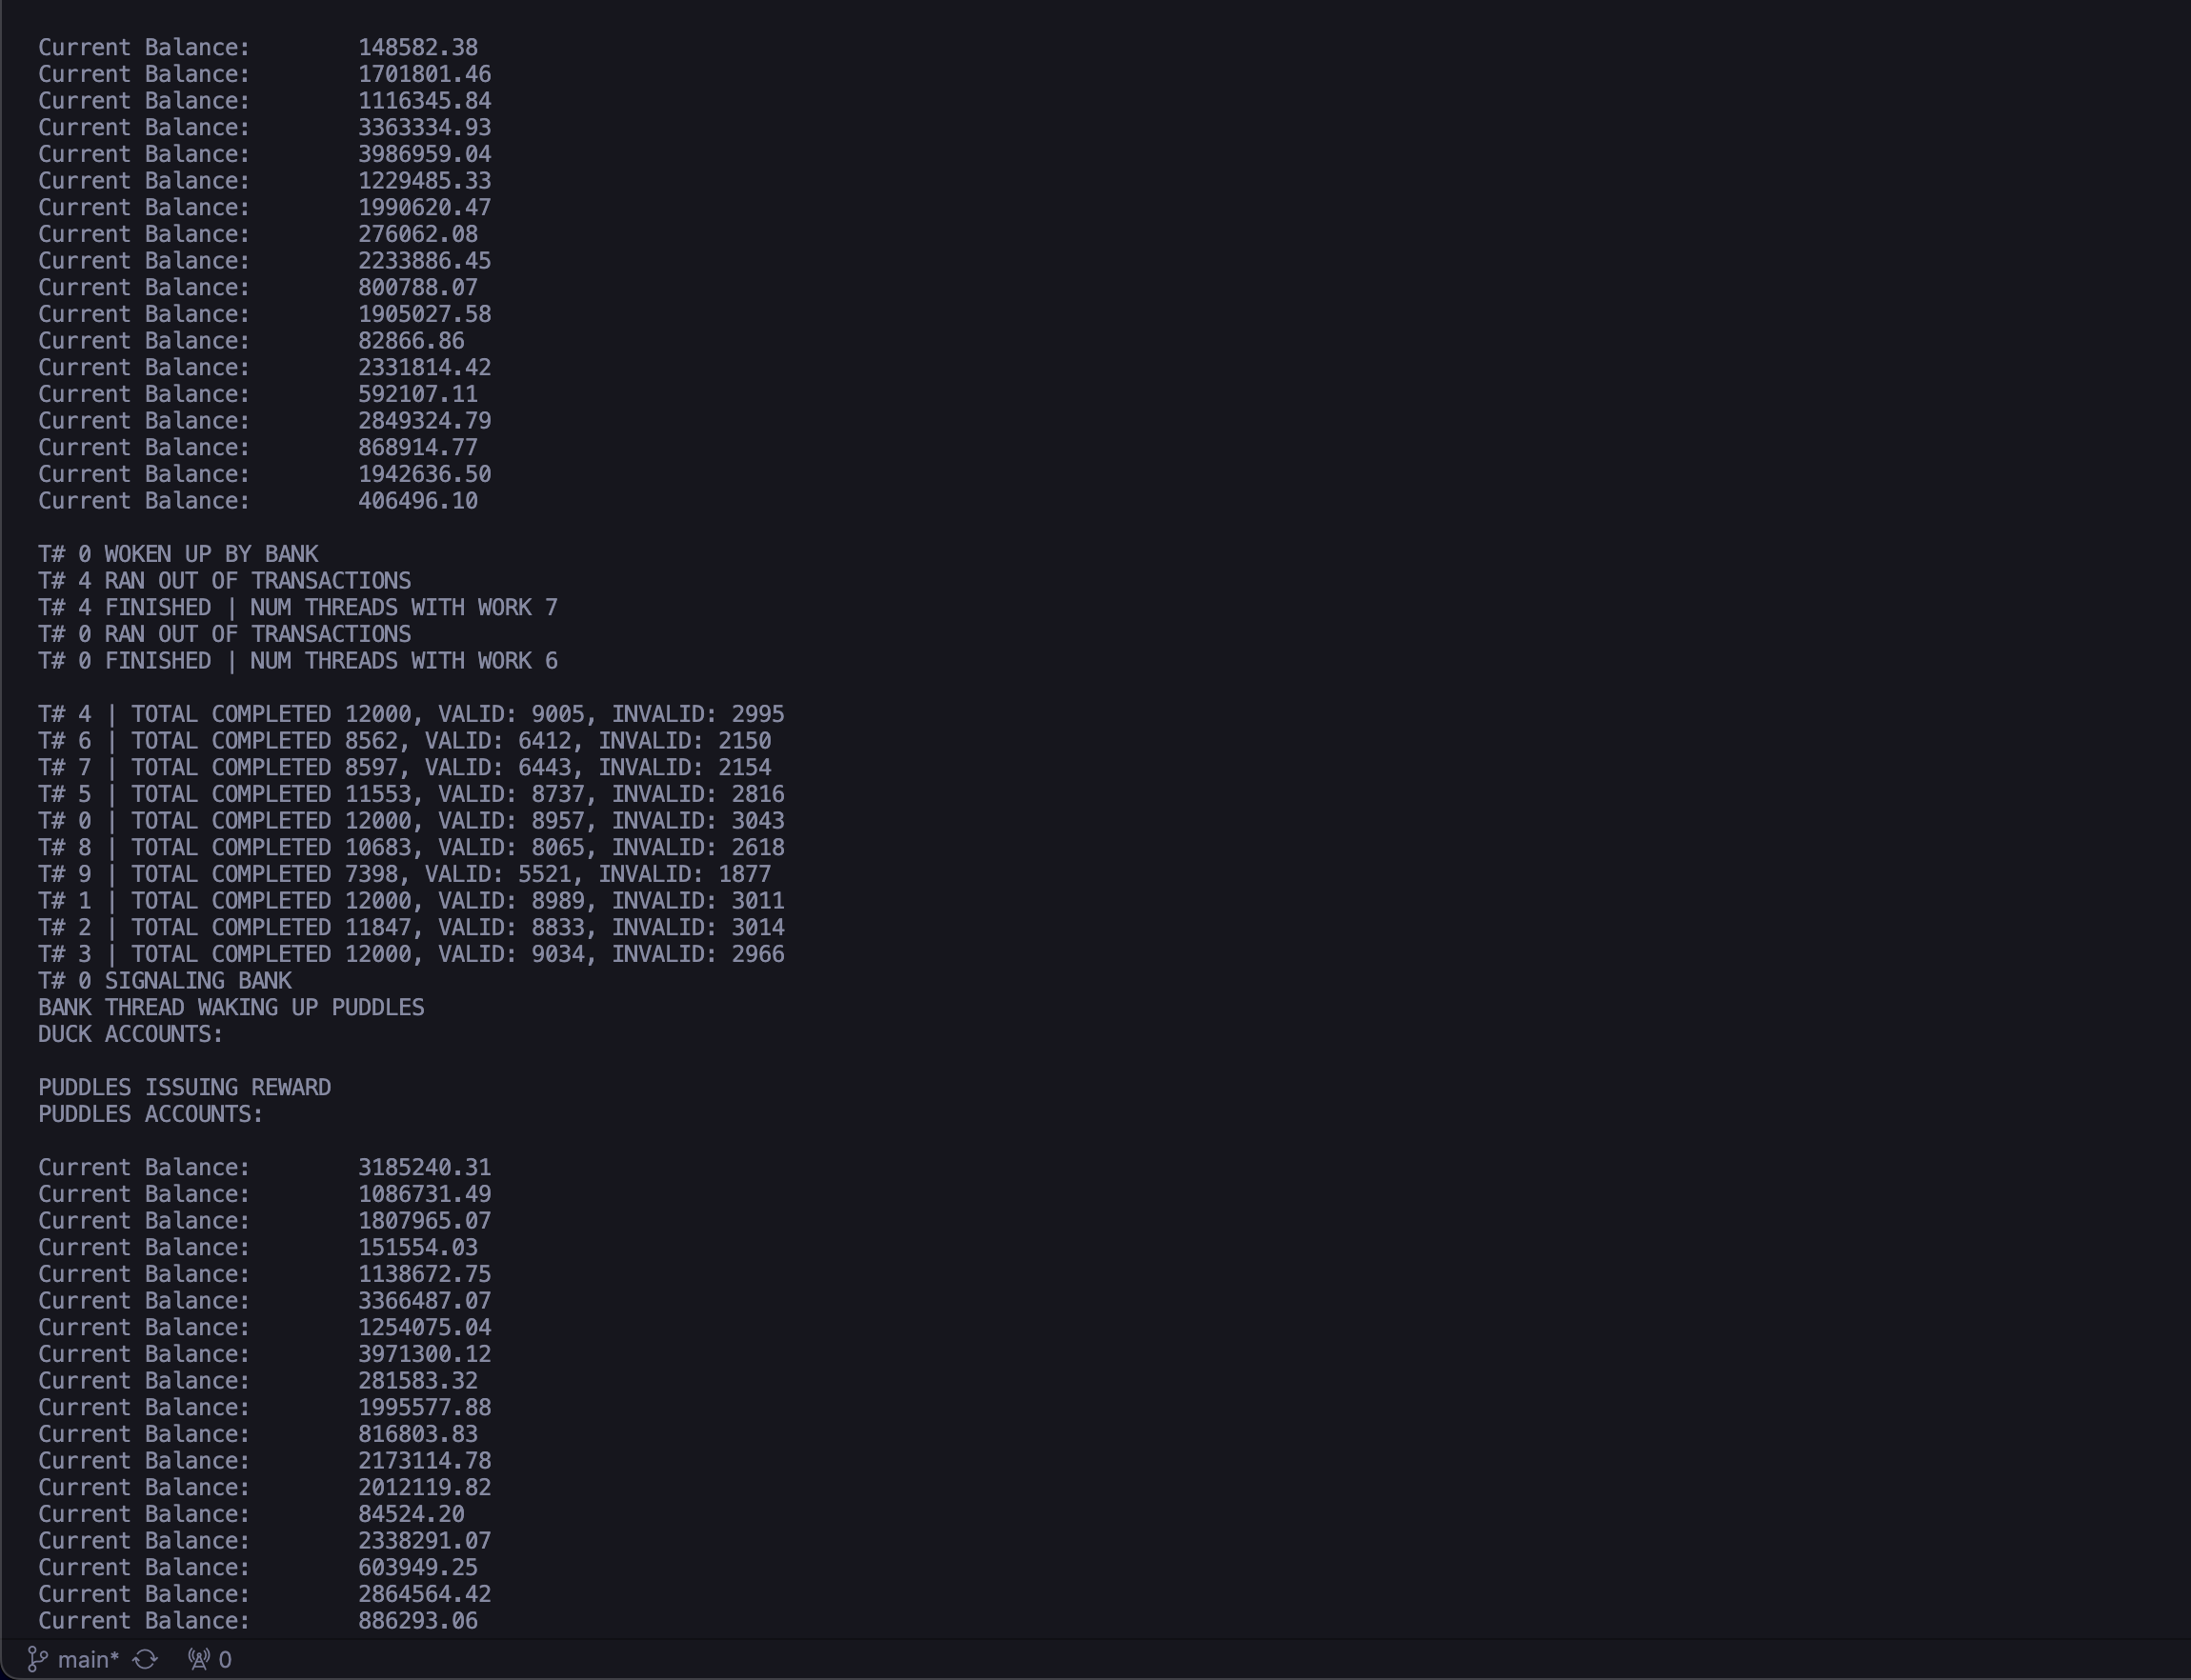 Current Balance:        148582.38
Current Balance:        1701801.46
Current Balance:        1116345.84
Current Balance:        3363334.93
Current Balance:        3986959.04
Current Balance:        1229485.33
Current Balance:        1990620.47
Current Balance:        276062.08
Current Balance:        2233886.45
Current Balance:        800788.07
Current Balance:        1905027.58
Current Balance:        82866.86
Current Balance:        2331814.42
Current Balance:        592107.11
Current Balance:        2849324.79
Current Balance:        868914.77
Current Balance:        1942636.50
Current Balance:        406496.10
T# 0 WOKEN UP BY BANK
T# 4 RAN OUT OF TRANSACTIONS
T# 4 FINISHED | NUM THREADS WITH WORK 7
T# 0 RAN OUT OF TRANSACTIONS
T# 0 FINISHED | NUM THREADS WITH WORK 6
T# 4 | TOTAL COMPLETED 12000, VALID: 9005, INVALID: 2995
T# 6 | TOTAL COMPLETED 8562, VALID: 6412, INVALID: 2150
T# 7 | TOTAL COMPLETED 8597, VALID: 6443, INVALID: 2154
T# 5 | TOTAL COMPLETED 11553, VALID: 8737, INVALID: 2816
T# 0 | TOTAL COMPLETED 12000, VALID: 8957, INVALID: 3043
T# 8 | TOTAL COMPLETED 10683, VALID: 8065, INVALID: 2618
T# 9 | TOTAL COMPLETED 7398, VALID: 5521, INVALID: 1877
T# 1 | TOTAL COMPLETED 12000, VALID: 8989, INVALID: 3011
T# 2 | TOTAL COMPLETED 11847, VALID: 8833, INVALID: 3014
T# 3 | TOTAL COMPLETED 12000, VALID: 9034, INVALID: 2966
T# 0 SIGNALING BANK
BANK THREAD WAKING UP PUDDLES
DUCK ACCOUNTS:
PUDDLES ISSUING REWARD
PUDDLES ACCOUNTS:
Current Balance:        3185240.31
Current Balance:        1086731.49
Current Balance:        1807965.07
Current Balance:        151554.03
Current Balance:        1138672.75
Current Balance:        3366487.07
Current Balance:        1254075.04
Current Balance:        3971300.12
Current Balance:        281583.32
Current Balance:        1995577.88
Current Balance:        816803.83
Current Balance:        2173114.78
Current Balance:        2012119.82
Current Balance:        84524.20
Current Balance:        2338291.07
Current Balance:        603949.25
Current Balance:        2864564.42
Current Balance:        886293.06
main* 0